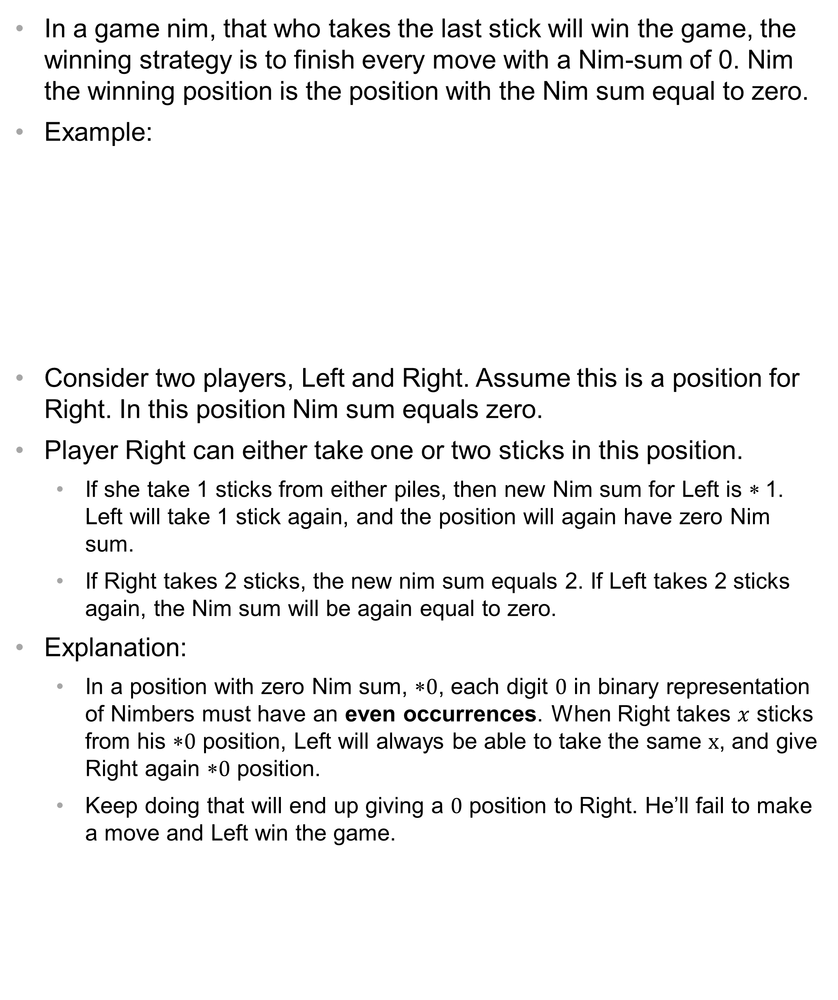 • In a game nim, that who takes the last stick will win the game, the
winning strategy is to finish every move with a Nim-sum of 0. Nim
the winning position is the position with the Nim sum equal to zero.
• Example:
• Consider two players, Left and Right. Assume this is a position for
Right. In this position Nim sum equals zero.
• Player Right can either take one or two sticks in this position.
• If she take 1 sticks from either piles, then new Nim sum for Left is ∗ 1.
Left will take 1 stick again, and the position will again have zero Nim
sum.
• If Right takes 2 sticks, the new nim sum equals 2. If Left takes 2 sticks
again, the Nim sum will be again equal to zero.
• Explanation:
• In a position with zero Nim sum, ∗0, each digit 0 in binary representation
of Nimbers must have an even occurrences. When Right takes 𝑥 sticks
from his ∗0 position, Left will always be able to take the same x, and give
Right again ∗0 position.
• Keep doing that will end up giving a 0 position to Right. He’ll fail to make
a move and Left win the game.